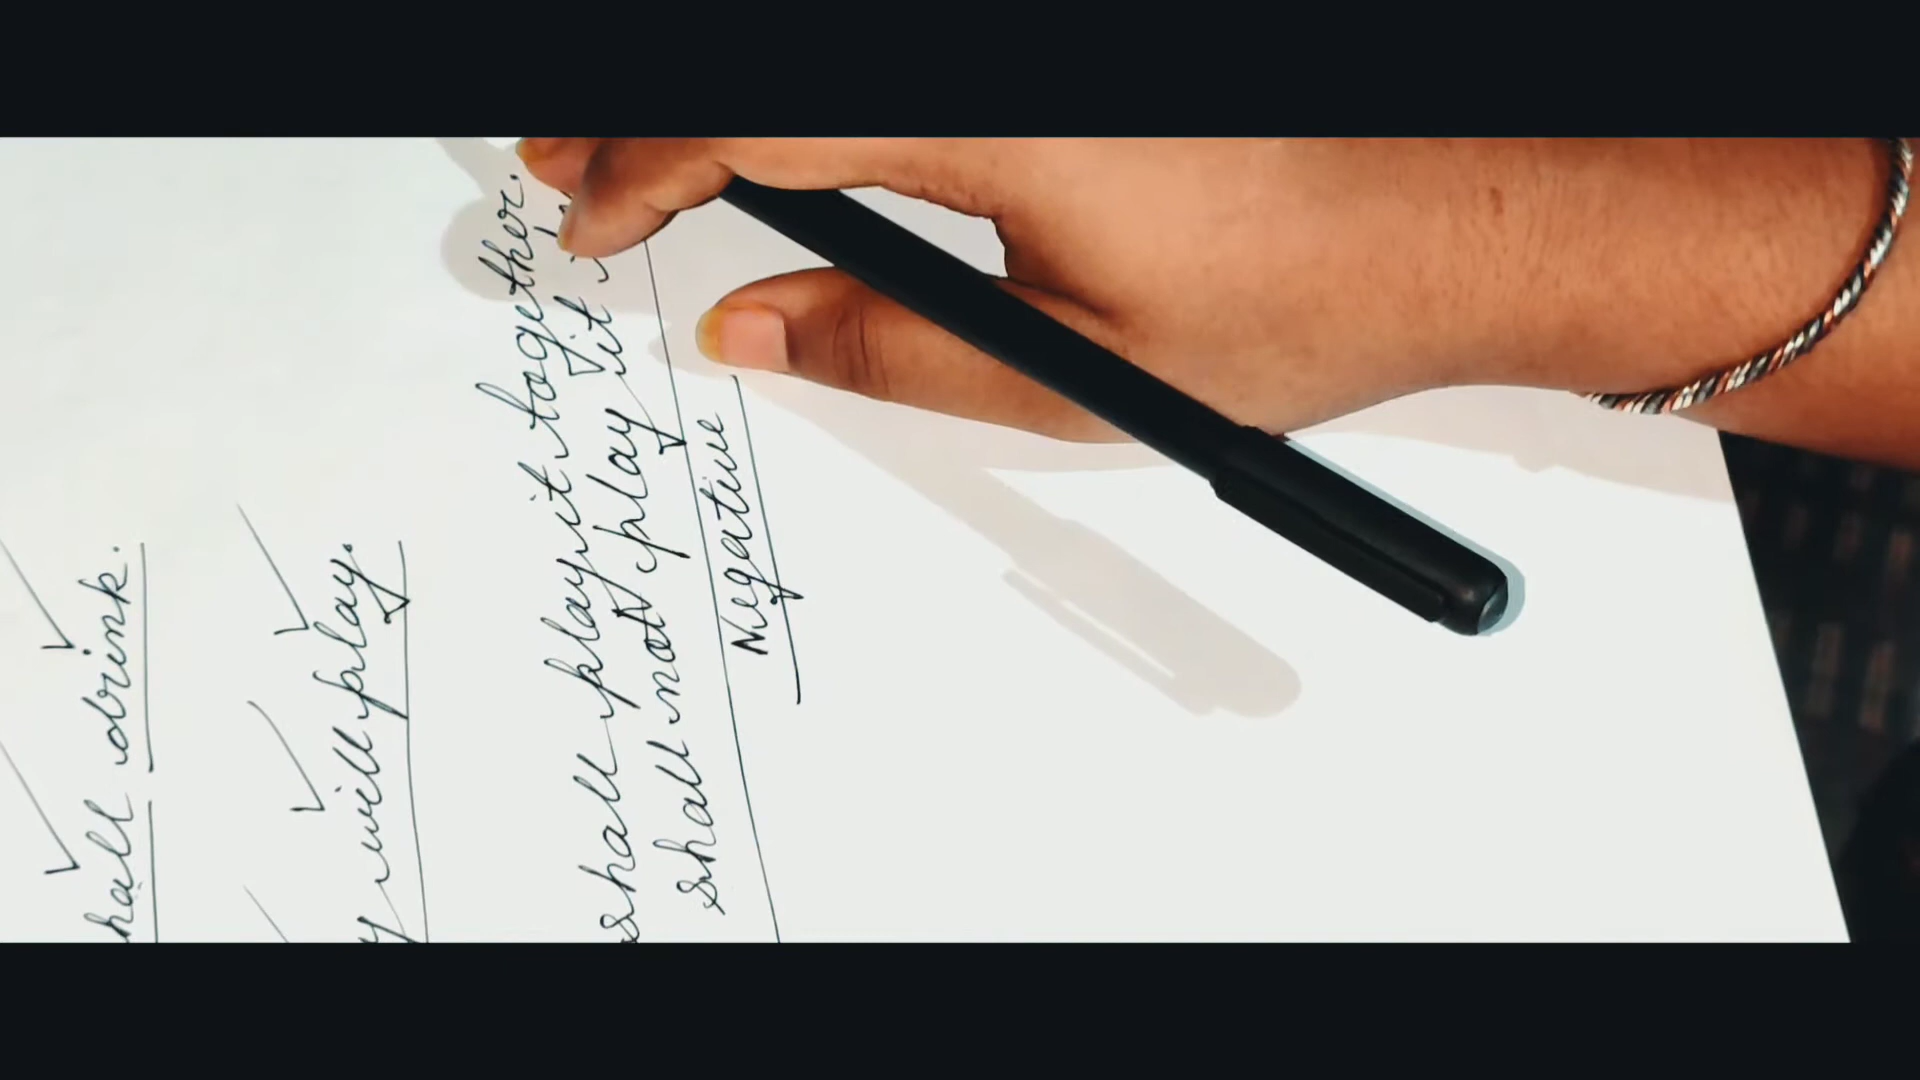 hall drink.
will play.
shall play it together.
shall not play it
Negative